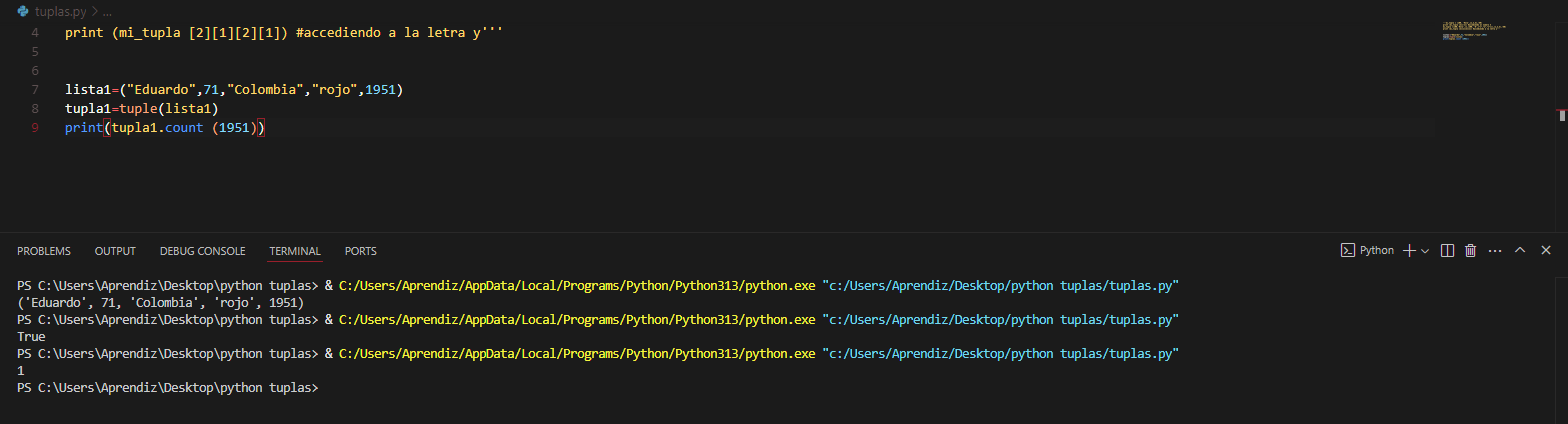 tuplas.py > ...
4 print (mi_tupla [2][1][2][1]) #accediendo a la letra y'''
5
6
7 lista1=("Eduardo",71,"Colombia","rojo",1951)
8 tupla1=tuple(lista1)
9 print(tupla1.count (1951))
PROBLEMS OUTPUT DEBUG CONSOLE TERMINAL PORTS Python
PS C:\Users\Aprendiz\Desktop\python tuplas> & C:/Users/Aprendiz/AppData/Local/Programs/Python/Python313/python.exe "c:/Users/Aprendiz/Desktop/python tuplas/tuplas.py"
('Eduardo', 71, 'Colombia', 'rojo', 1951)
PS C:\Users\Aprendiz\Desktop\python tuplas> & C:/Users/Aprendiz/AppData/Local/Programs/Python/Python313/python.exe "c:/Users/Aprendiz/Desktop/python tuplas/tuplas.py"
True
PS C:\Users\Aprendiz\Desktop\python tuplas> & C:/Users/Aprendiz/AppData/Local/Programs/Python/Python313/python.exe "c:/Users/Aprendiz/Desktop/python tuplas/tuplas.py"
1
PS C:\Users\Aprendiz\Desktop\python tuplas>